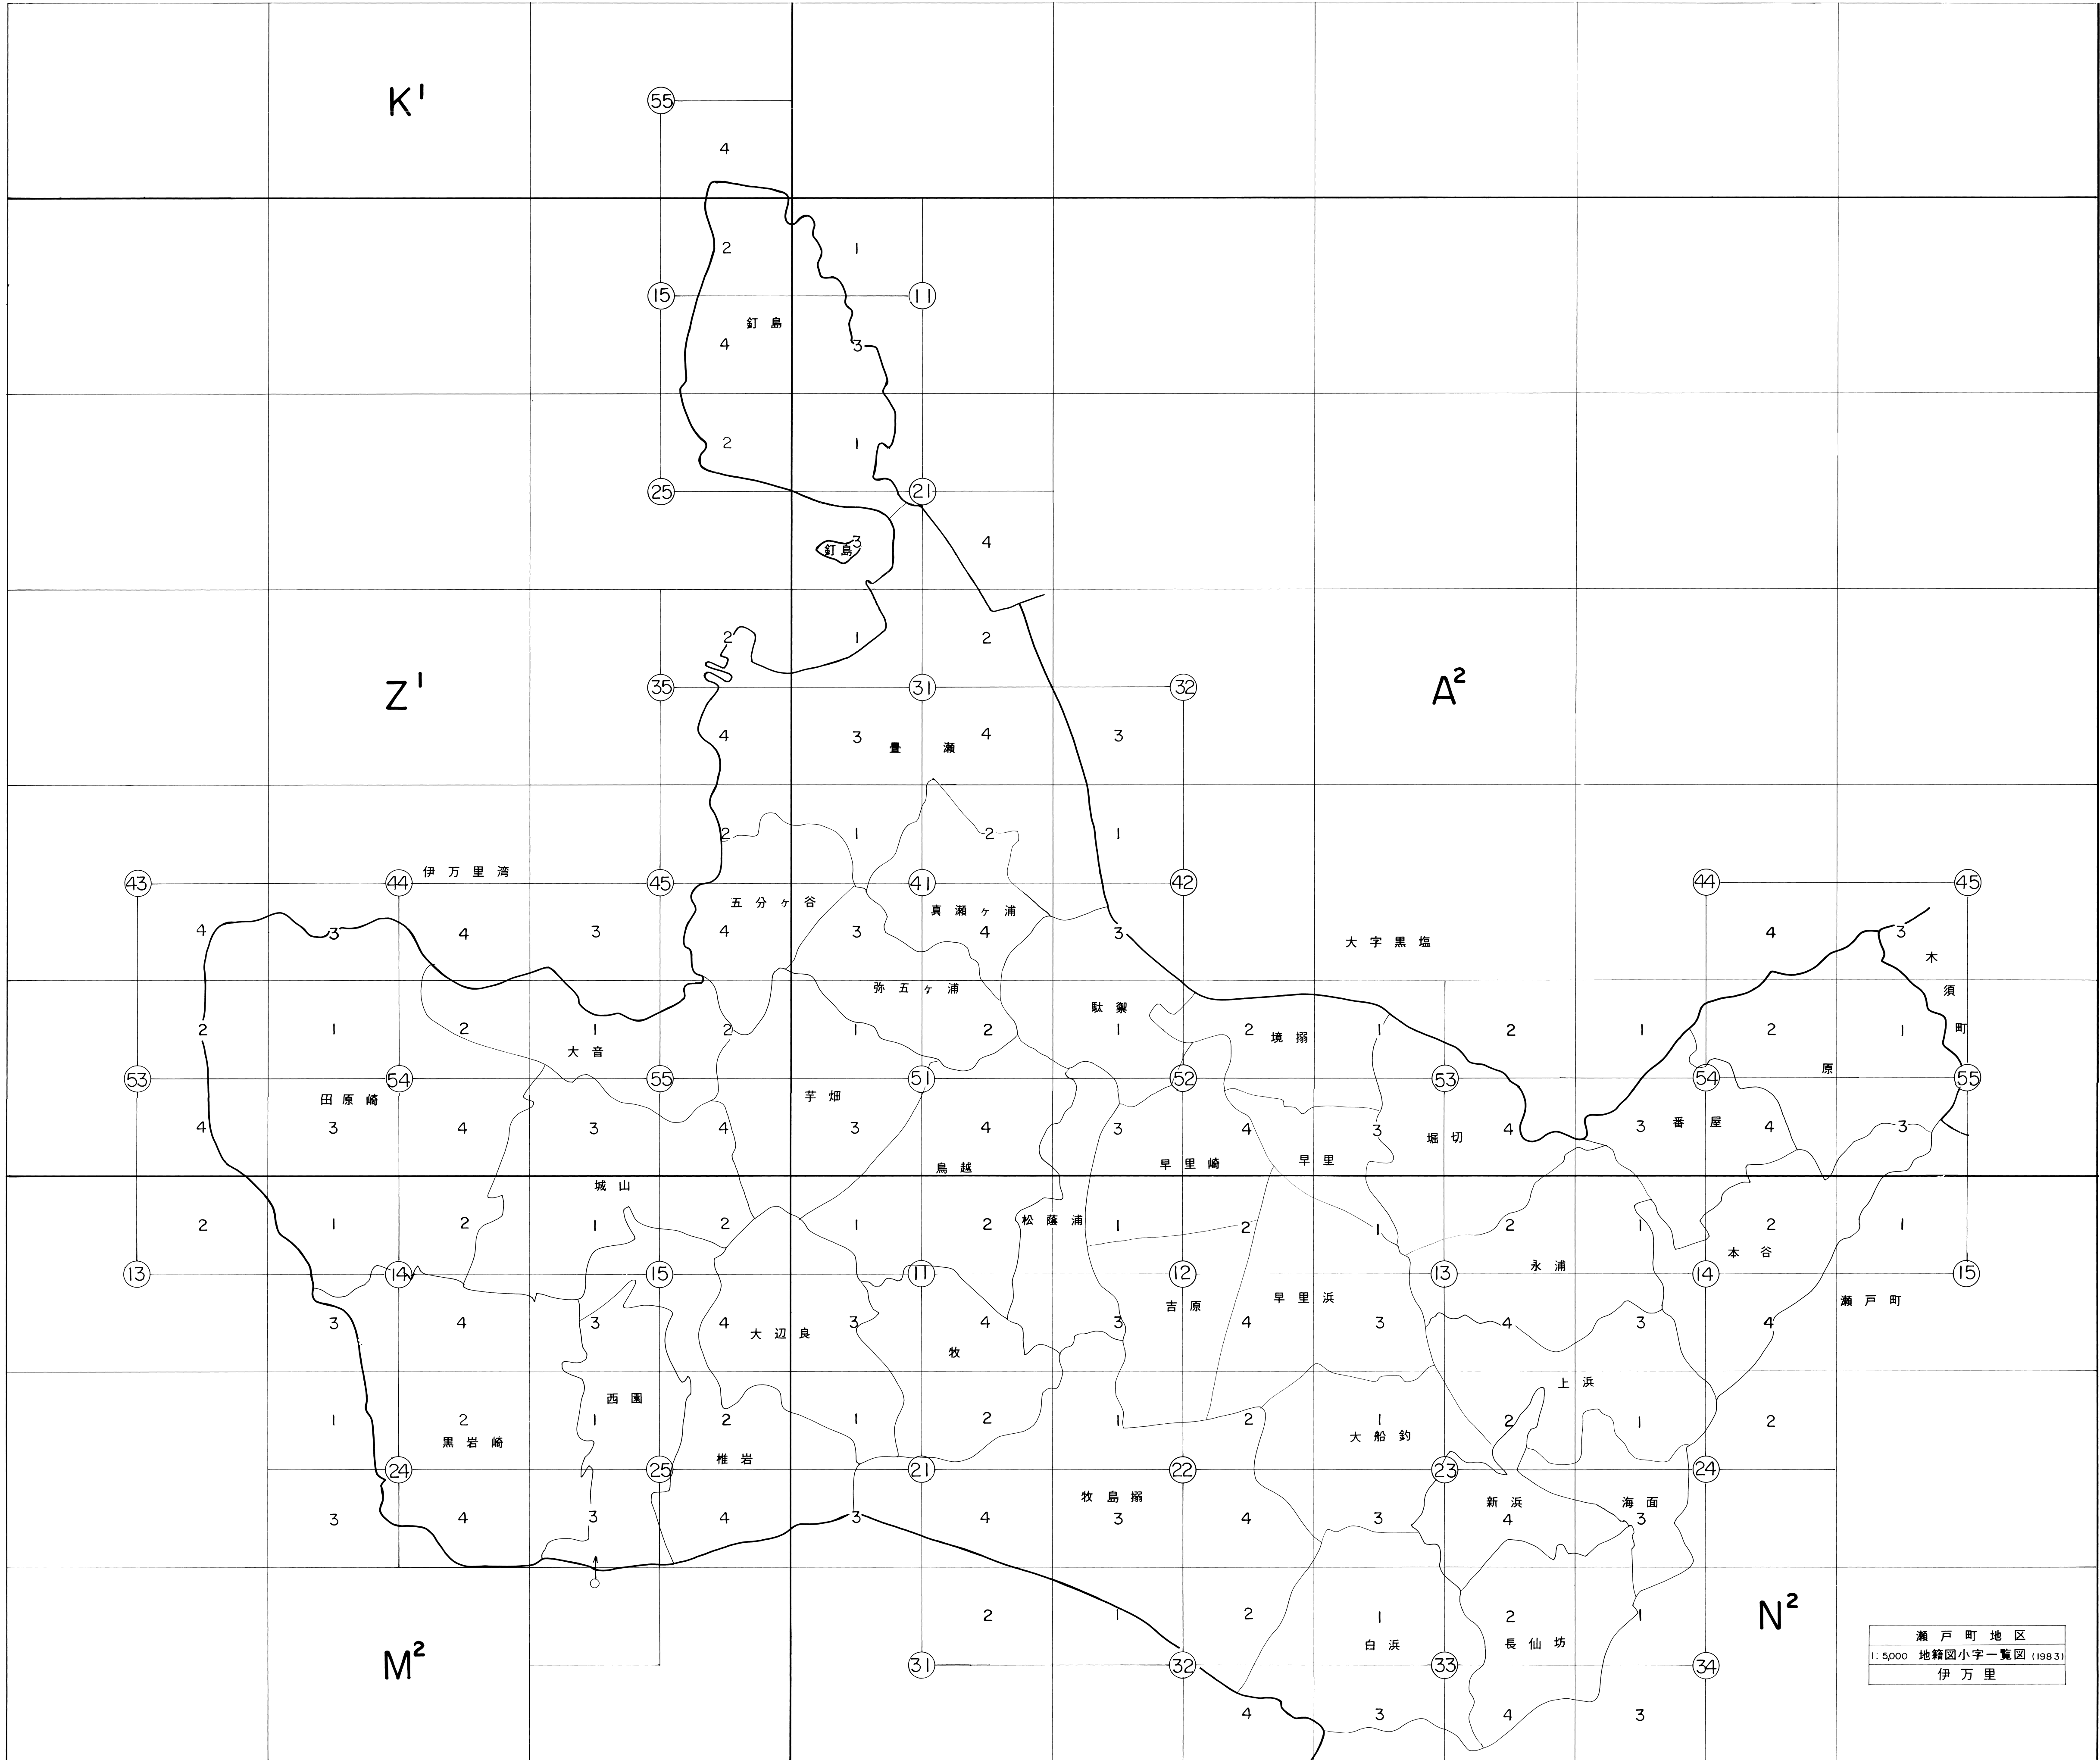 K¹
55
4
2 1
15 11
釘島
4 3
2 1
25 21
釘島
3 4
2 1 2
Z¹
35 31 32
A²
4 3 4 3
畳瀬
2 1 2 1
伊万里湾
43 44 45 41 42 44 45
五分ヶ谷
真瀬ヶ浦
4 3 4 3 4 3 4 3 4 3
大字黒塩
木須町
弥五ヶ浦
2 1 2 1 2 1 2 1 2 1 2 1 2 1
境搦
大音
原
53 54 55 51 52 53 54 55
田原崎
芋畑
番屋
4 3 4 3 4 3 4 3 4 3 4 3 4 3
堀切
鳥越
早里崎
早里
城山
松蔭浦
2 1 2 1 2 1 2 1 2 1 2 1 2 1
本谷
永浦
13 14 15 11 12 13 14 15
早里浜
吉原
瀬戸町
3 4 3 4 3 4 3 4 3 4 3 4
大辺良
牧
上浜
西園
1 2 1 2 1 2 1 2 1 2 1 2
黒岩崎
大船釣
椎岩
24 25 21 22 23 24
牧島搦
新浜
海面
3 4 3 4 3 4 3 4 3 4 3
2 1 2 1 2 1
N²
白浜
長仙坊
M²
31 32 33 34
4 3 4 3
瀬戸町地区
1:5,000 地籍図小字一覧図 (1983)
伊万里